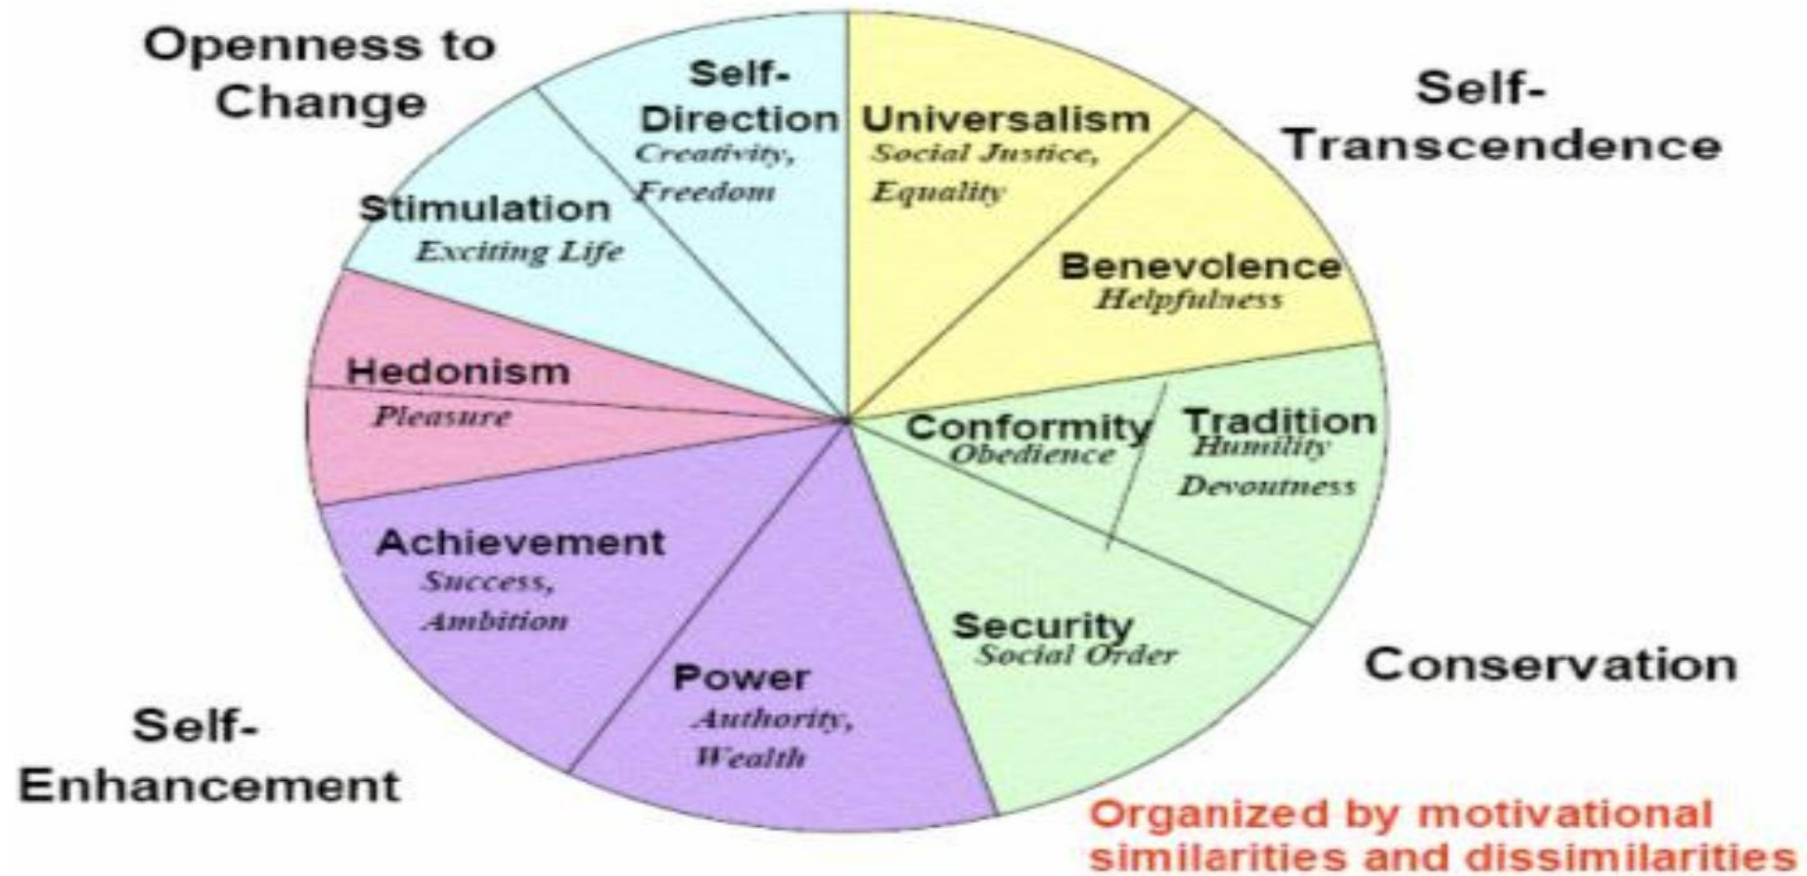 Openness to
Change
Self-
Direction
Creativity,
Freedom
Universalism
Social Justice,
Equality
Self-
Transcendence
Stimulation
Exciting Life
Benevolence
Helpfulness
Hedonism
Pleasure
Conformity
Obedience
Tradition
Humility
Devoutness
Achievement
Success,
Ambition
Security
Social Order
Power
Authority,
Wealth
Conservation
Self-
Enhancement
Organized by motivational
similarities and dissimilarities